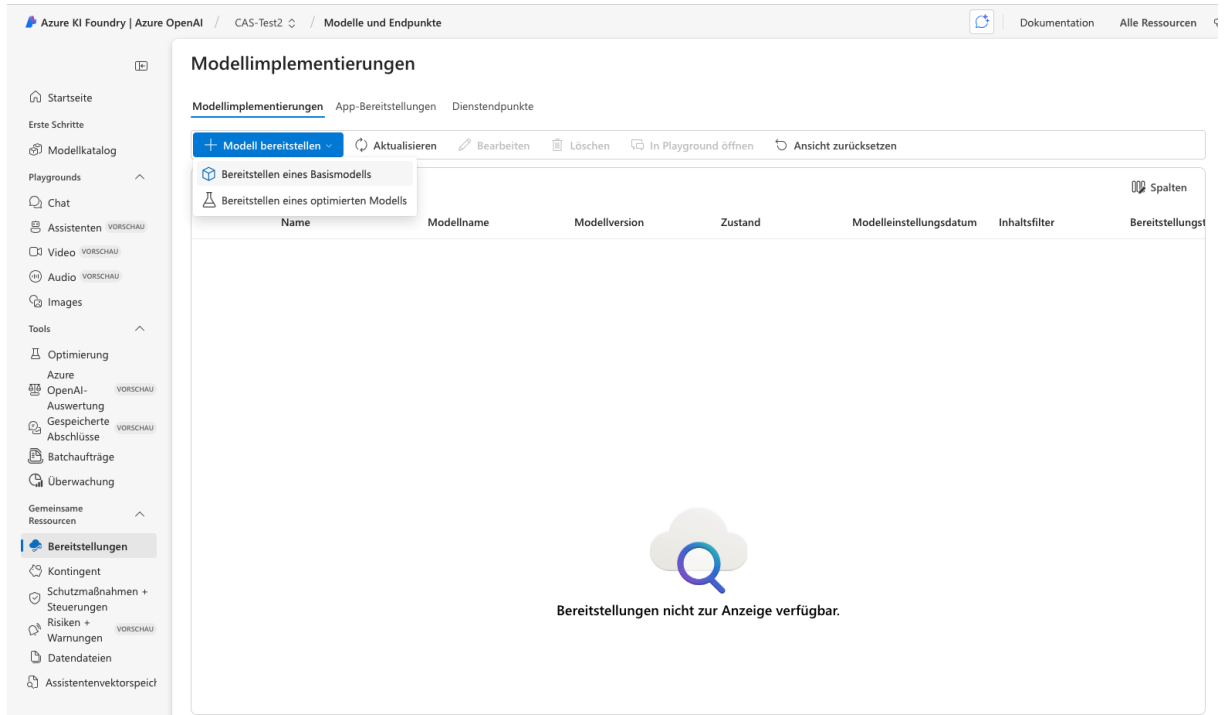 Azure KI Foundry | Azure OpenAI / CAS-Test2 / Modelle und Endpunkte
Dokumentation
Alle Ressourcen
Modellimplementierungen
Startseite
Erste Schritte
Modellkatalog
Playgrounds
Chat
Assistenten VORSCHAU
Video VORSCHAU
Audio VORSCHAU
Images
Tools
Optimierung
Azure
OpenAI- VORSCHAU
Auswertung
Gespeicherte VORSCHAU
Abschlüsse
Batchaufträge
Überwachung
Gemeinsame
Ressourcen
Bereitstellungen
Kontingent
Schutzmaßnahmen +
Steuerungen
Risiken + VORSCHAU
Warnungen
Datendateien
Assistentenvektorspeich
Modellimplementierungen App-Bereitstellungen Dienstendpunkte
Modell bereitstellen Aktualisieren Bearbeiten Löschen In Playground öffnen Ansicht zurücksetzen
Bereitstellen eines Basismodells
Bereitstellen eines optimierten Modells
Spalten
Name Modellname Modellversion Zustand Modelleinstellungsdatum Inhaltsfilter Bereitstellungst
Bereitstellungen nicht zur Anzeige verfügbar.